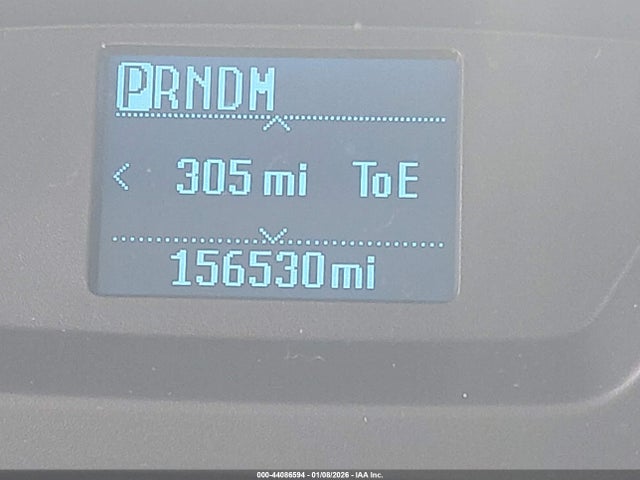 PRNDM
< 305 mi ToE
156530mi
000-44086594 - 01/08/2026 - IAA Inc.